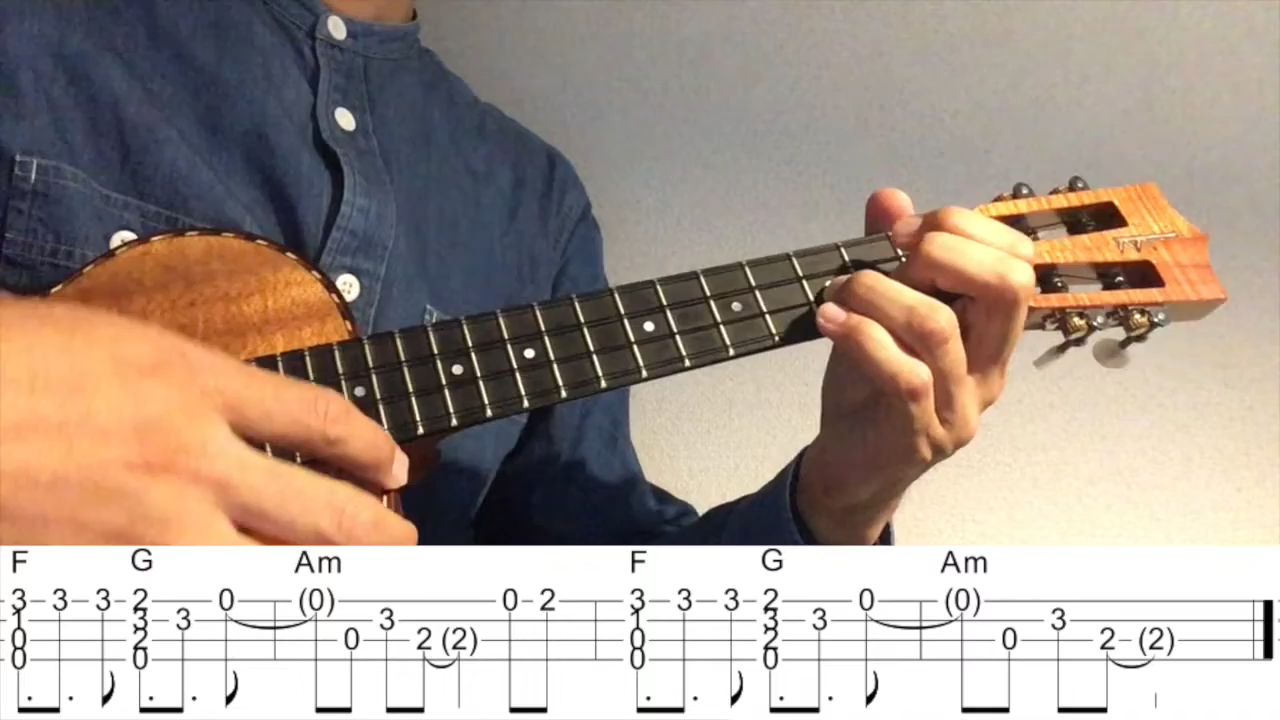 F G Am F G Am
3 3 3 2 0 (0) 0 2 3 3 3 2 0 (0)
1 3 3 3 1 3 3 3
0 2 0 2 (2) 0 2 0 2 (2)
0 0 0 0